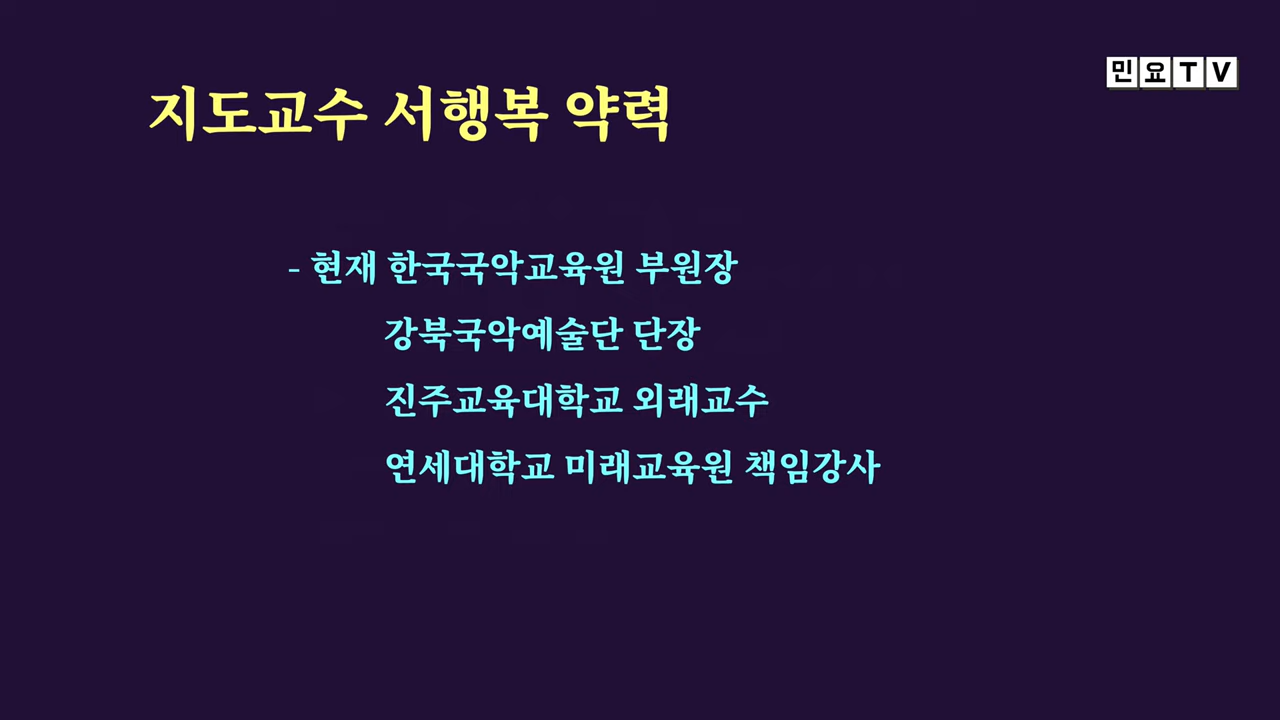 민요TV
지도교수 서행복 약력
- 현재 한국국악교육원 부원장
강북국악예술단 단장
진주교육대학교 외래교수
연세대학교 미래교육원 책임강사